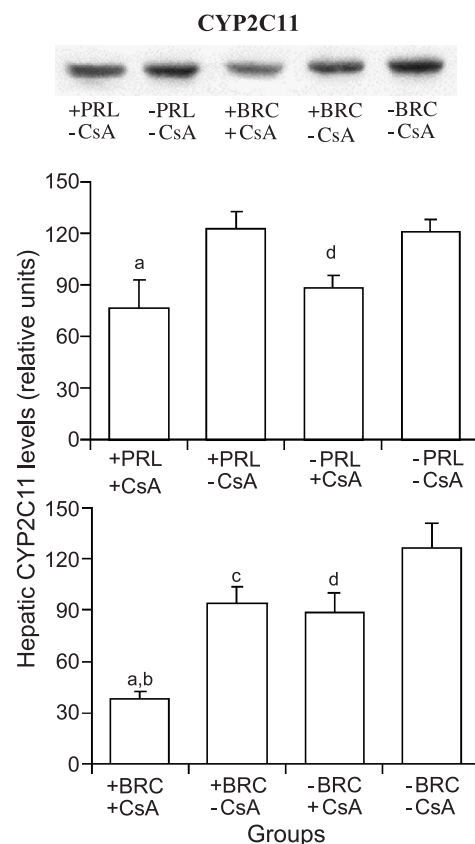 CYP2C11
+PRL -PRL +BRC +BRC -BRC
-CsA -CsA +CsA -CsA -CsA
Hepatic CYP2C11 levels (relative units)
150
120
90
60
30
0
a
d
+PRL +PRL -PRL -PRL
+CsA -CsA +CsA -CsA
150
120
90
60
30
0
a,b
c
d
+BRC +BRC -BRC -BRC
+CsA -CsA +CsA -CsA
Groups